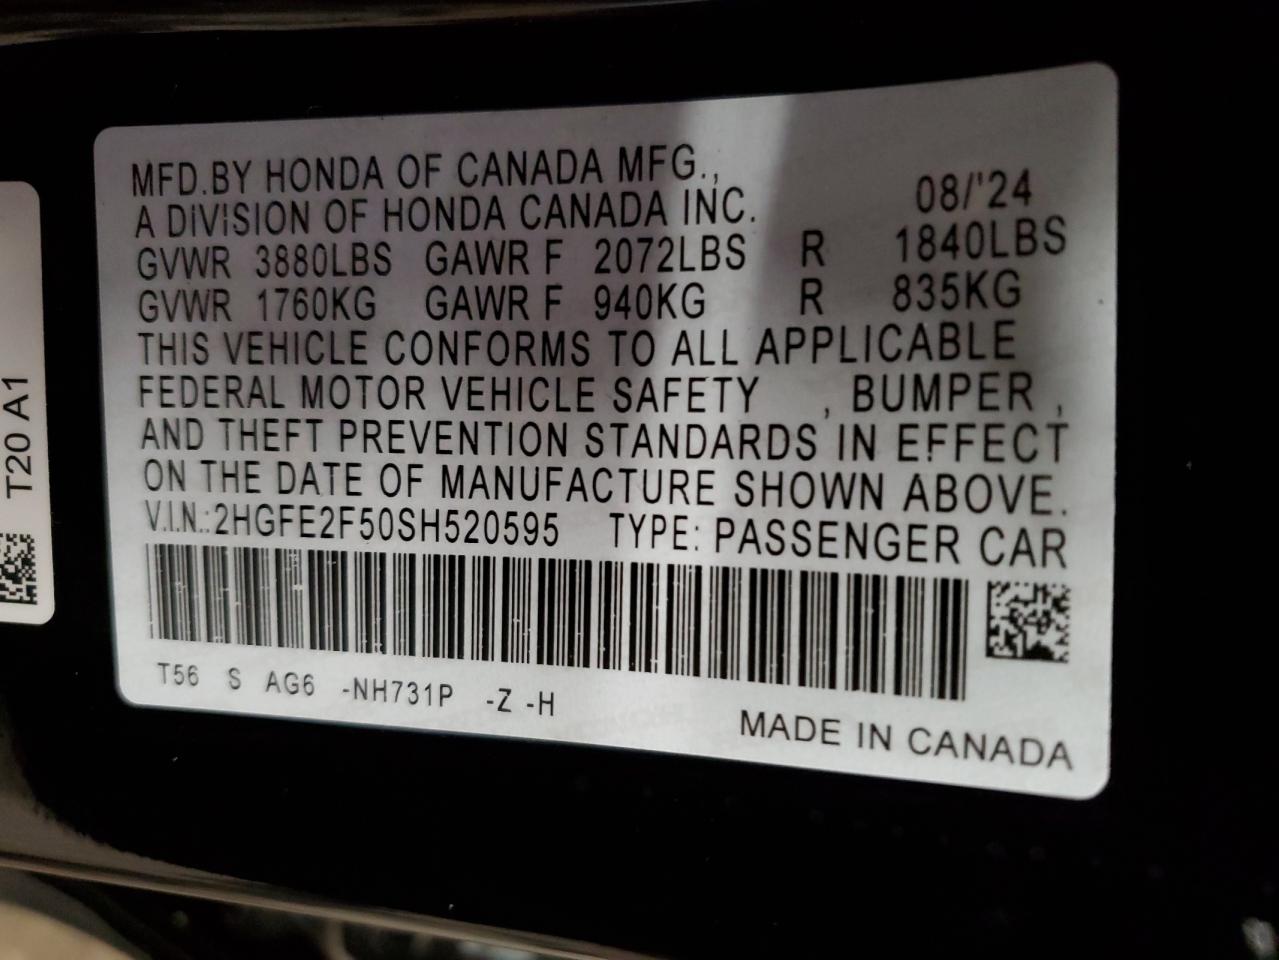 MFD.BY HONDA OF CANADA MFG.,
A DIVISION OF HONDA CANADA INC. 08/'24
GVWR 3880LBS GAWR F 2072LBS R 1840LBS
GVWR 1760KG GAWR F 940KG R 835KG
THIS VEHICLE CONFORMS TO ALL APPLICABLE
FEDERAL MOTOR VEHICLE SAFETY , BUMPER ,
AND THEFT PREVENTION STANDARDS IN EFFECT
ON THE DATE OF MANUFACTURE SHOWN ABOVE.
V.I.N.:2HGFE2F50SH520595 TYPE: PASSENGER CAR
T56 S AG6 -NH731P -Z -H
MADE IN CANADA
T20 A1